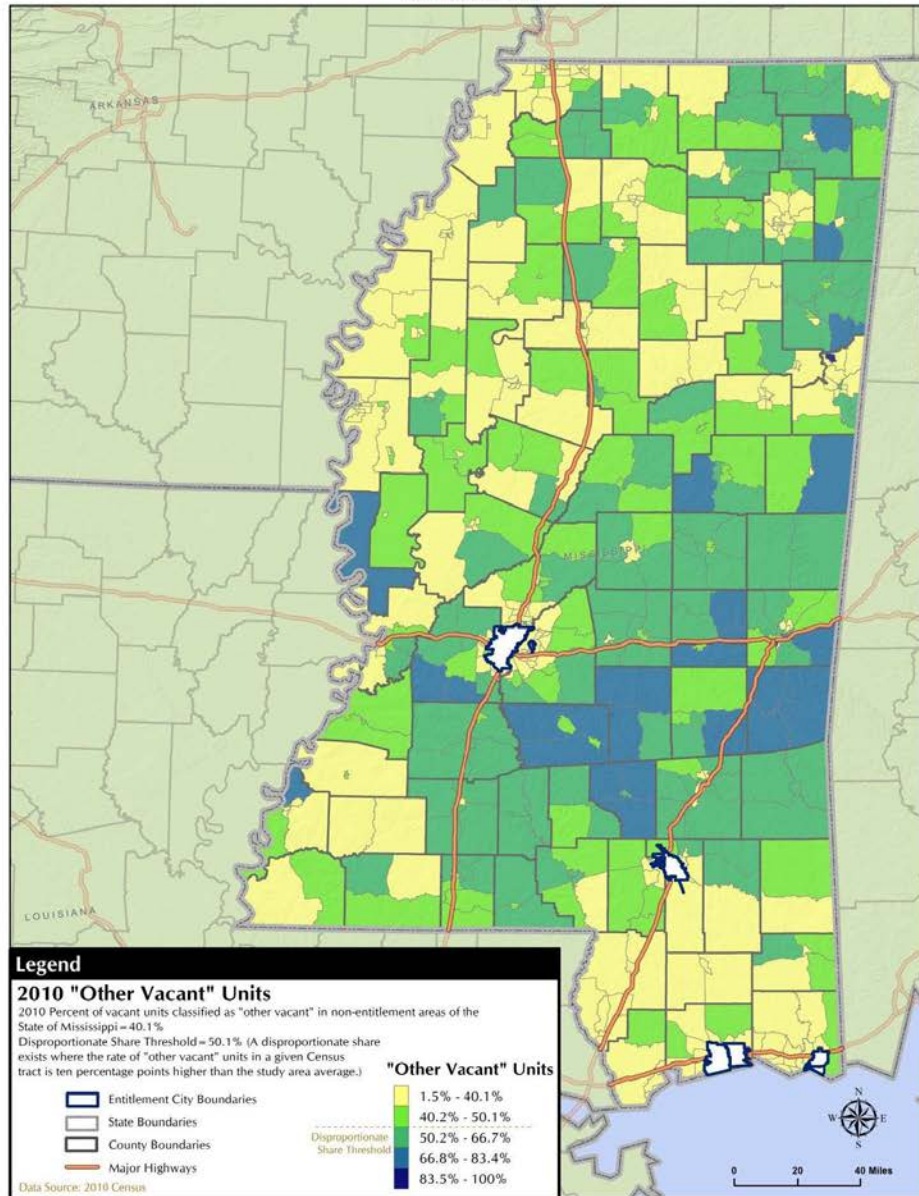 ARKANSAS
MISSISSIPPI
LOUISIANA
Legend
2010 "Other Vacant" Units
2010 Percent of vacant units classified as "other vacant" in non-entitlement areas of the
State of Mississippi = 40.1%
Disproportionate Share Threshold = 50.1% (A disproportionate share
exists where the rate of "other vacant" units in a given Census
tract is ten percentage points higher than the study area average.)
Entitlement City Boundaries
State Boundaries
County Boundaries
Major Highways
Data Source: 2010 Census
"Other Vacant" Units
1.5% - 40.1%
40.2% - 50.1%
Disproportionate
Share Threshold
50.2% - 66.7%
66.8% - 83.4%
83.5% - 100%
N
W E
S
0 20 40 Miles